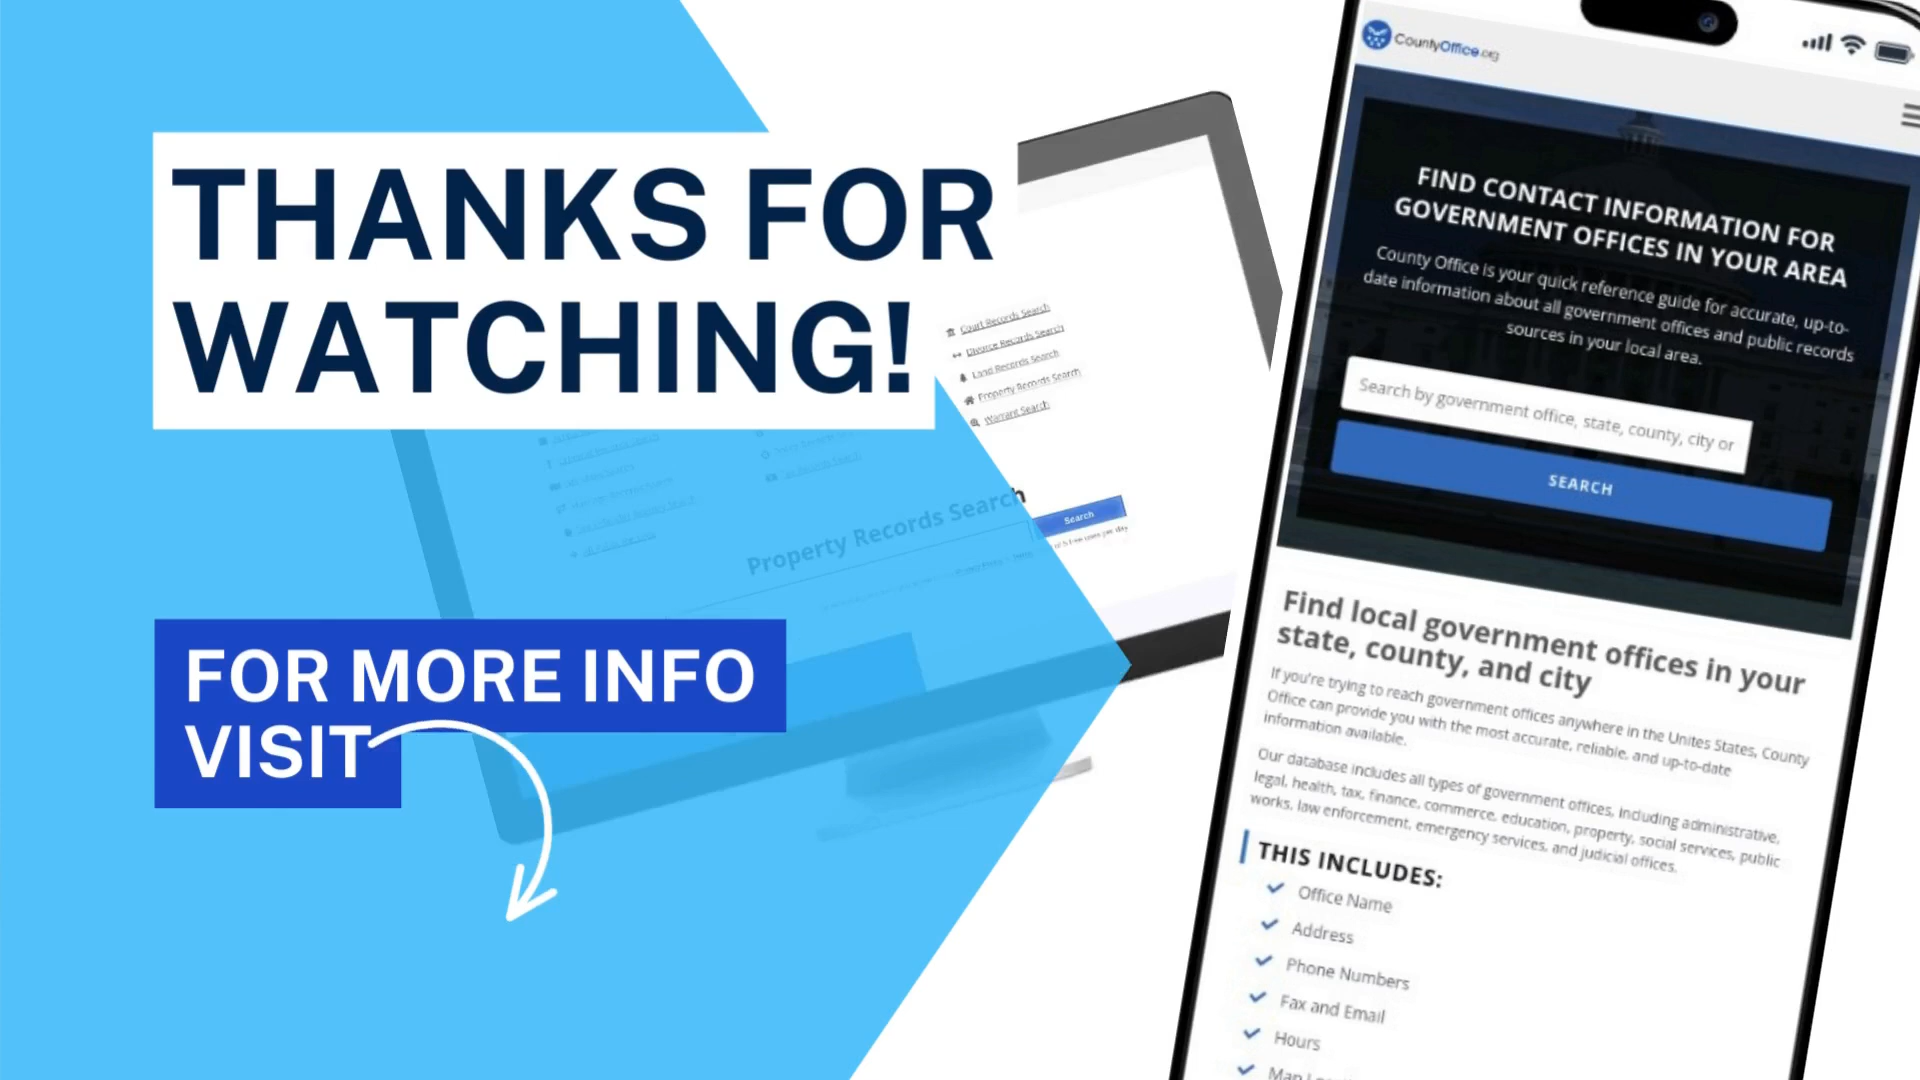 THANKS FOR
WATCHING!
FOR MORE INFO
VISIT
Court Records Search
Divorce Records Search
Land Records Search
Property Records Search
Warrant Search
Property Records Search
Search
CountyOffice.org
FIND CONTACT INFORMATION FOR
GOVERNMENT OFFICES IN YOUR AREA
County Office is your quick reference guide for accurate, up-to-
date information about all government offices and public records
sources in your local area.
Search by government office, state, county, city or
SEARCH
Find local government offices in your
state, county, and city
If you're trying to reach government offices anywhere in the Unites States, County
Office can provide you with the most accurate, reliable, and up-to-date
information available.
Our database includes all types of government offices, including administrative,
legal, health, tax, finance, commerce, education, property, social services, public
works, law enforcement, emergency services, and judicial offices.
THIS INCLUDES:
Office Name
Address
Phone Numbers
Fax and Email
Hours